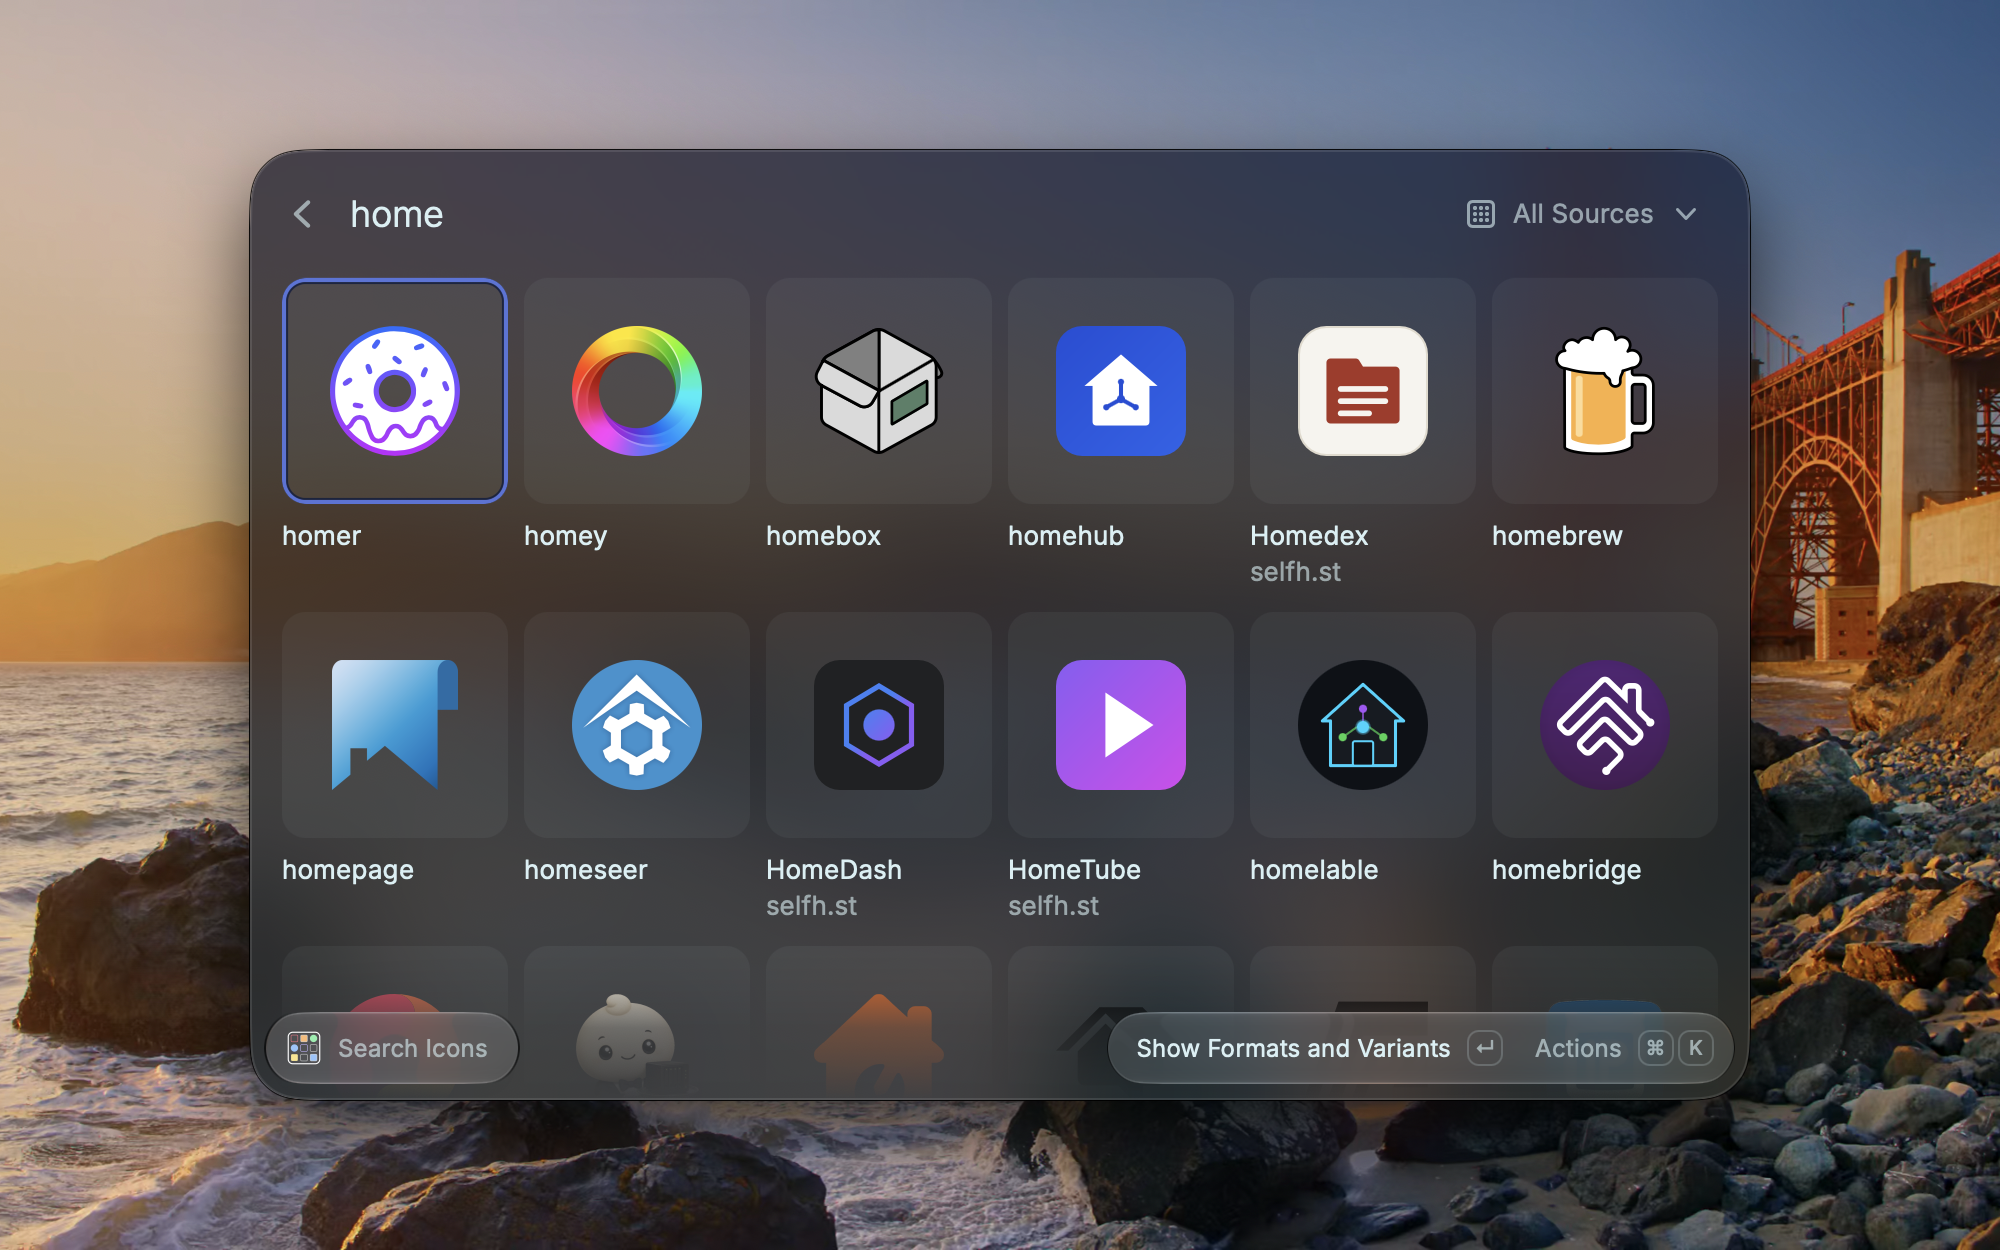 home
All Sources
homer
homey
homebox
homehub
Homedex
selfh.st
homebrew
homepage
homeseer
HomeDash
selfh.st
HomeTube
selfh.st
homelable
homebridge
Search Icons
Show Formats and Variants ↵
Actions ⌘ K